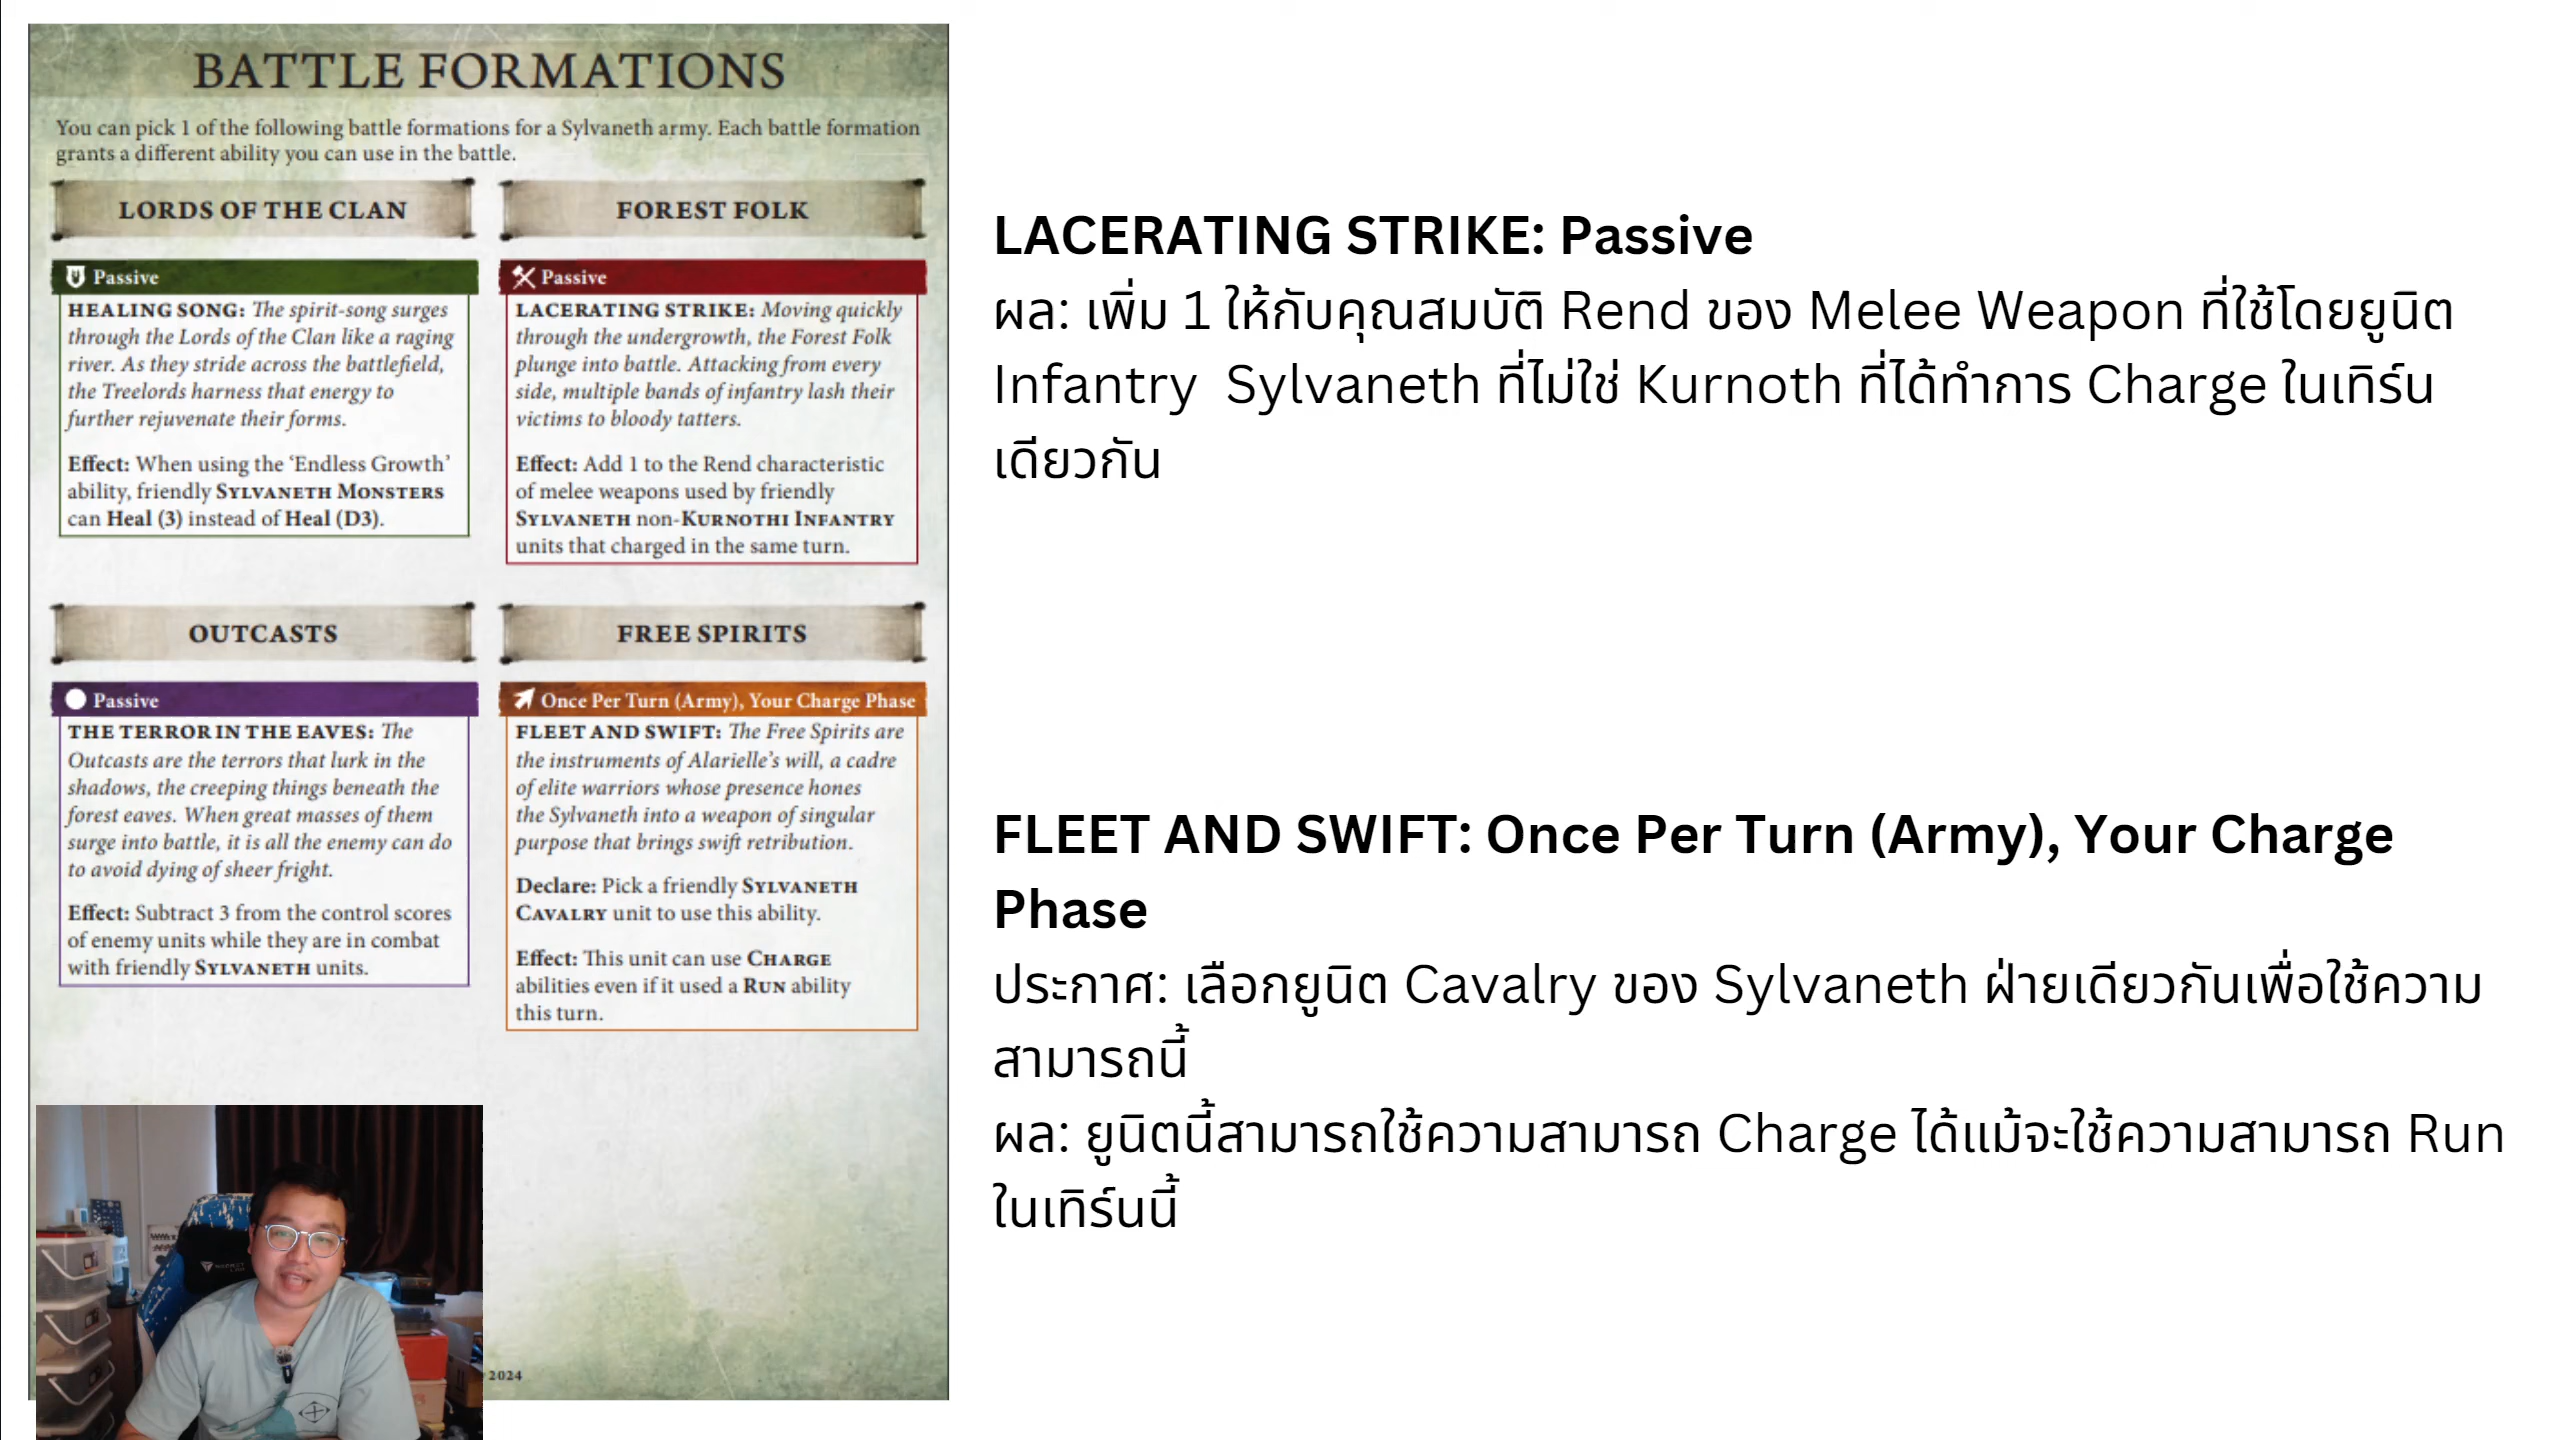 BATTLE FORMATIONS
You can pick 1 of the following battle formations for a Sylvaneth army. Each battle formation
grants a different ability you can use in the battle.
LORDS OF THE CLAN
Passive
HEALING SONG: The spirit-song surges
through the Lords of the Clan like a raging
river. As they stride across the battlefield,
the Treelords harness that energy to
further rejuvenate their forms.
Effect: When using the ‘Endless Growth’
ability, friendly SYLVANETH MONSTERS
can Heal (3) instead of Heal (D3).
FOREST FOLK
Passive
LACERATING STRIKE: Moving quickly
through the undergrowth, the Forest Folk
plunge into battle. Attacking from every
side, multiple bands of infantry lash their
victims to bloody tatters.
Effect: Add 1 to the Rend characteristic
of melee weapons used by friendly
SYLVANETH non-KURNOTHI INFANTRY
units that charged in the same turn.
OUTCASTS
Passive
THE TERROR IN THE EAVES: The
Outcasts are the terrors that lurk in the
shadows, the creeping things beneath the
forest eaves. When great masses of them
surge into battle, it is all the enemy can do
to avoid dying of sheer fright.
Effect: Subtract 3 from the control scores
of enemy units while they are in combat
with friendly SYLVANETH units.
FREE SPIRITS
Once Per Turn (Army), Your Charge Phase
FLEET AND SWIFT: The Free Spirits are
the instruments of Alarielle’s will, a cadre
of elite warriors whose presence hones
the Sylvaneth into a weapon of singular
purpose that brings swift retribution.
Declare: Pick a friendly SYLVANETH
CAVALRY unit to use this ability.
Effect: This unit can use CHARGE
abilities even if it used a RUN ability
this turn.
2024
LACERATING STRIKE: Passive
ผล: เพิ่ม 1 ให้กับคุณสมบัติ Rend ของ Melee Weapon ที่ใช้โดยยูนิต
Infantry  Sylvaneth ที่ไม่ใช่ Kurnoth ที่ได้ทำการ Charge ในเทิร์น
เดียวกัน
FLEET AND SWIFT: Once Per Turn (Army), Your Charge
Phase
ประกาศ: เลือกยูนิต Cavalry ของ Sylvaneth ฝ่ายเดียวกันเพื่อใช้ความ
สามารถนี้
ผล: ยูนิตนี้สามารถใช้ความสามารถ Charge ได้แม้จะใช้ความสามารถ Run
ในเทิร์นนี้